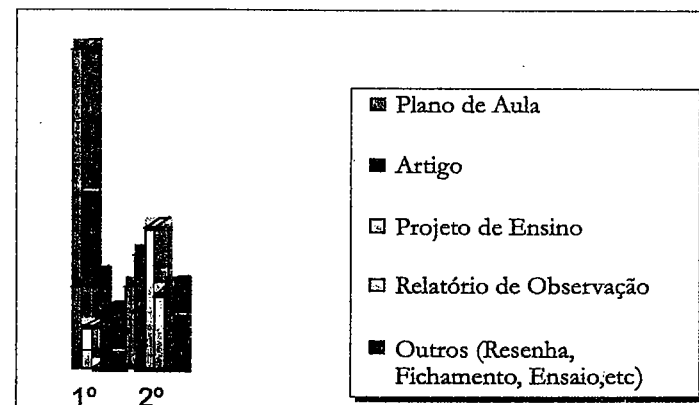 Plano de Aula
Artigo
Projeto de Ensino
Relatório de Observação
Outros (Resenha,
Fichamento, Ensaio,etc)
1º 2º